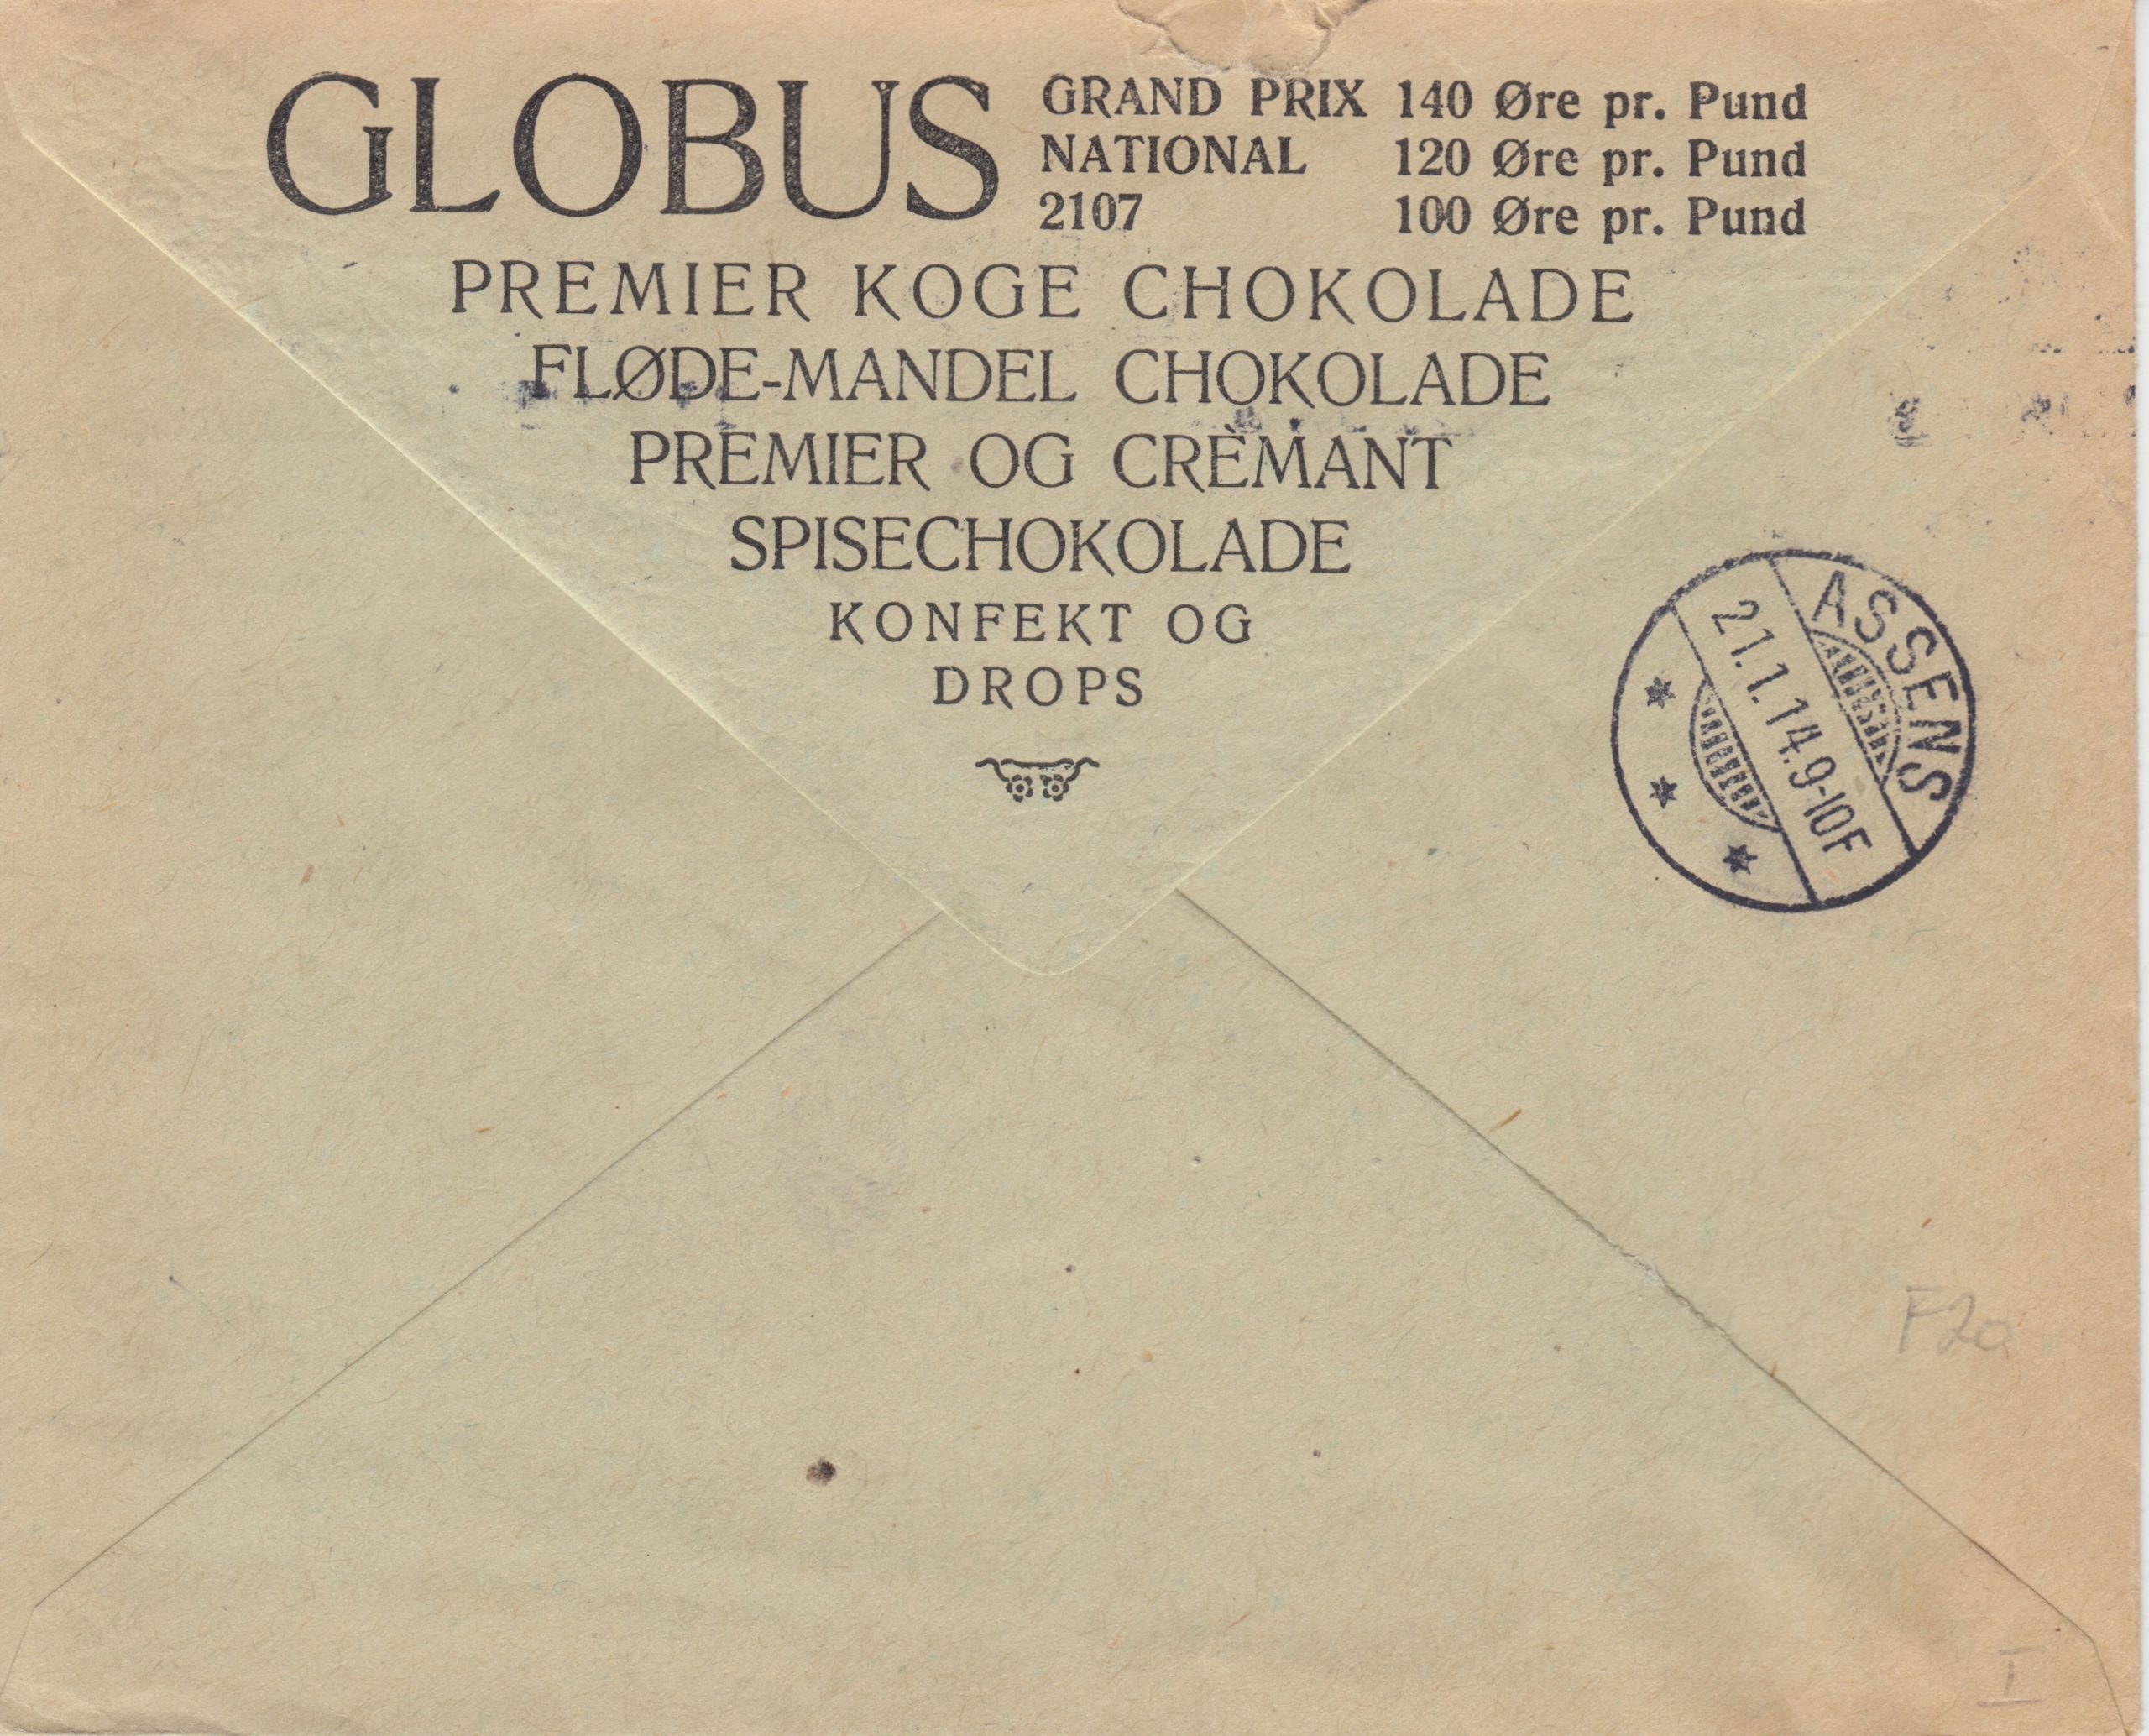 GLOBUS
GRAND PRIX 140 Øre pr. Pund
NATIONAL 120 Øre pr. Pund
2107 100 Øre pr. Pund
PREMIER KOGE CHOKOLADE
FLØDE-MANDEL CHOKOLADE
PREMIER OG CRÈMANT
SPISECHOKOLADE
KONFEKT OG
DROPS
ASSENS
21.1.14.9-10F
F2a
I